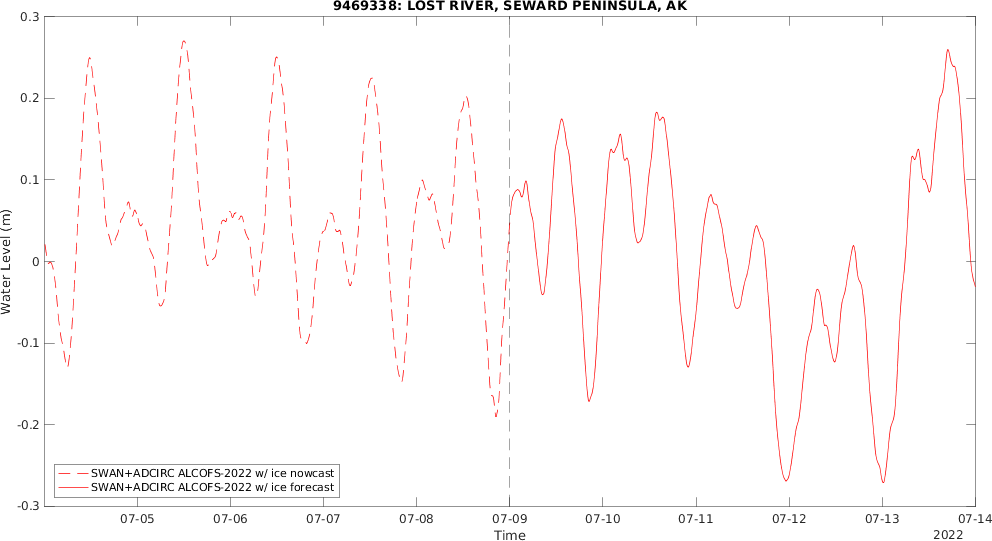 9469338: LOST RIVER, SEWARD PENINSULA, AK
Water Level (m)
0.3
0.2
0.1
0
-0.1
-0.2
-0.3
SWAN+ADCIRC ALCOFS-2022 w/ ice nowcast
SWAN+ADCIRC ALCOFS-2022 w/ ice forecast
07-05 07-06 07-07 07-08 07-09 07-10 07-11 07-12 07-13 07-14
Time
2022